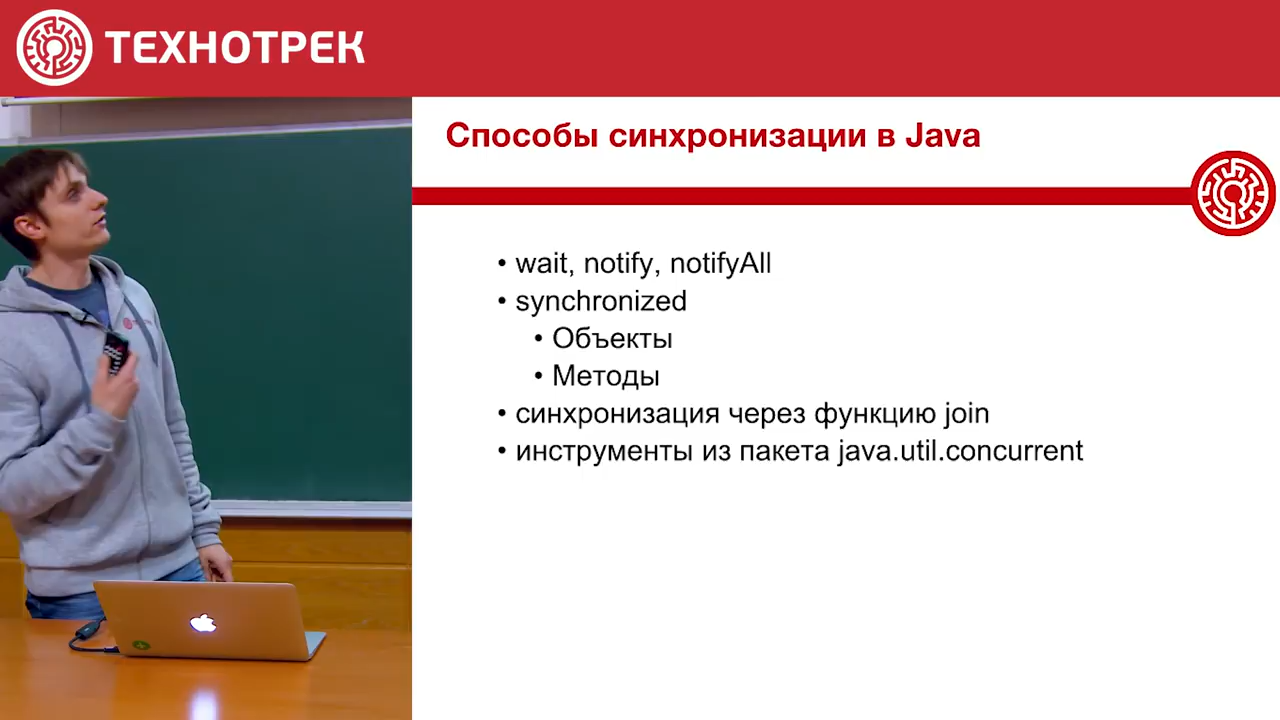 ТЕХНОТРЕК
Способы синхронизации в Java
• wait, notify, notifyAll
• synchronized
• Объекты
• Методы
• синхронизация через функцию join
• инструменты из пакета java.util.concurrent